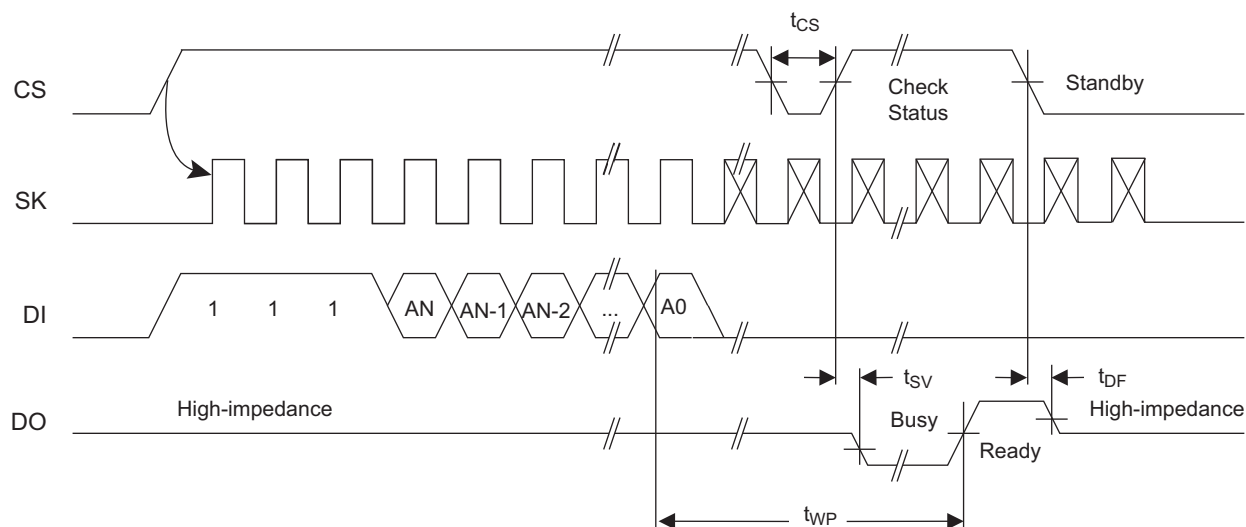 tCS
CS
Check
Status
Standby
SK
DI
1 1 1 AN AN-1 AN-2 ... A0
tSV
tDF
DO
High-impedance
Busy
Ready
High-impedance
tWP